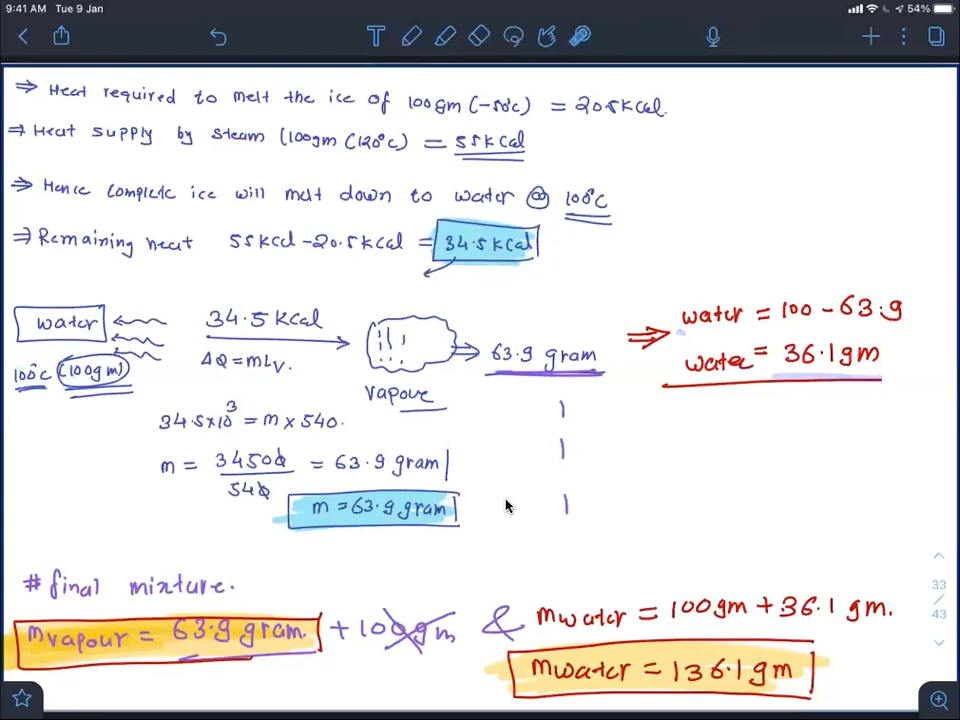 9:41 AM Tue 9 Jan
54%
⇒ Heat required to melt the ice of 100gm (-50°c) = 20.5KCal.
⇒ Heat supply by steam (100gm (120°c) = 55KCal
⇒ Hence complete ice will melt down to water @ 100°C
⇒ Remaining heat 55KCal-20.5KCal = 34.5KCal
water
100°C (100gm)
34.5 KCal
ΔQ = mLv.
vapour
63.9 gram
⇒ water = 100 - 63.9
water = 36.1gm
34.5x10³ = m x 540.
m = 34500/540 = 63.9 gram
m = 63.9 gram
# final mixture.
mvapour = 63.9 gram. + 100gm & mwater = 100gm + 36.1 gm.
mwater = 136.1gm
33
/
43